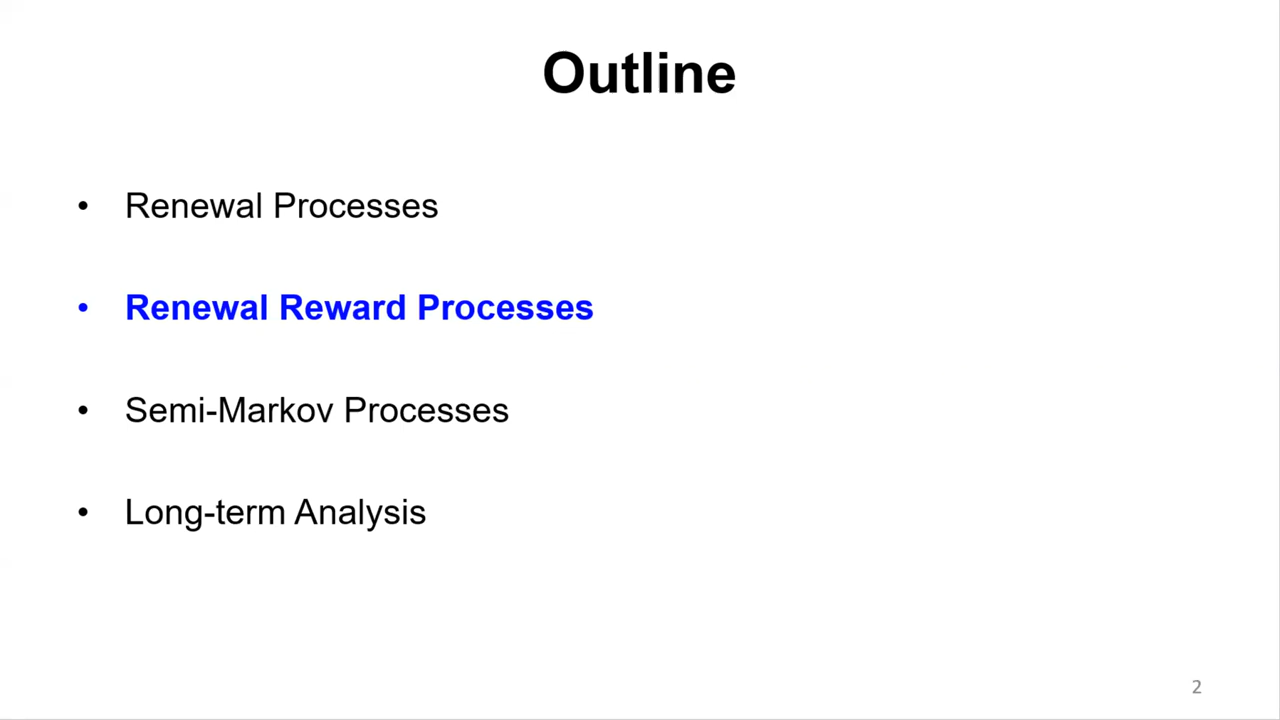 Outline
• Renewal Processes
• Renewal Reward Processes
• Semi-Markov Processes
• Long-term Analysis
2